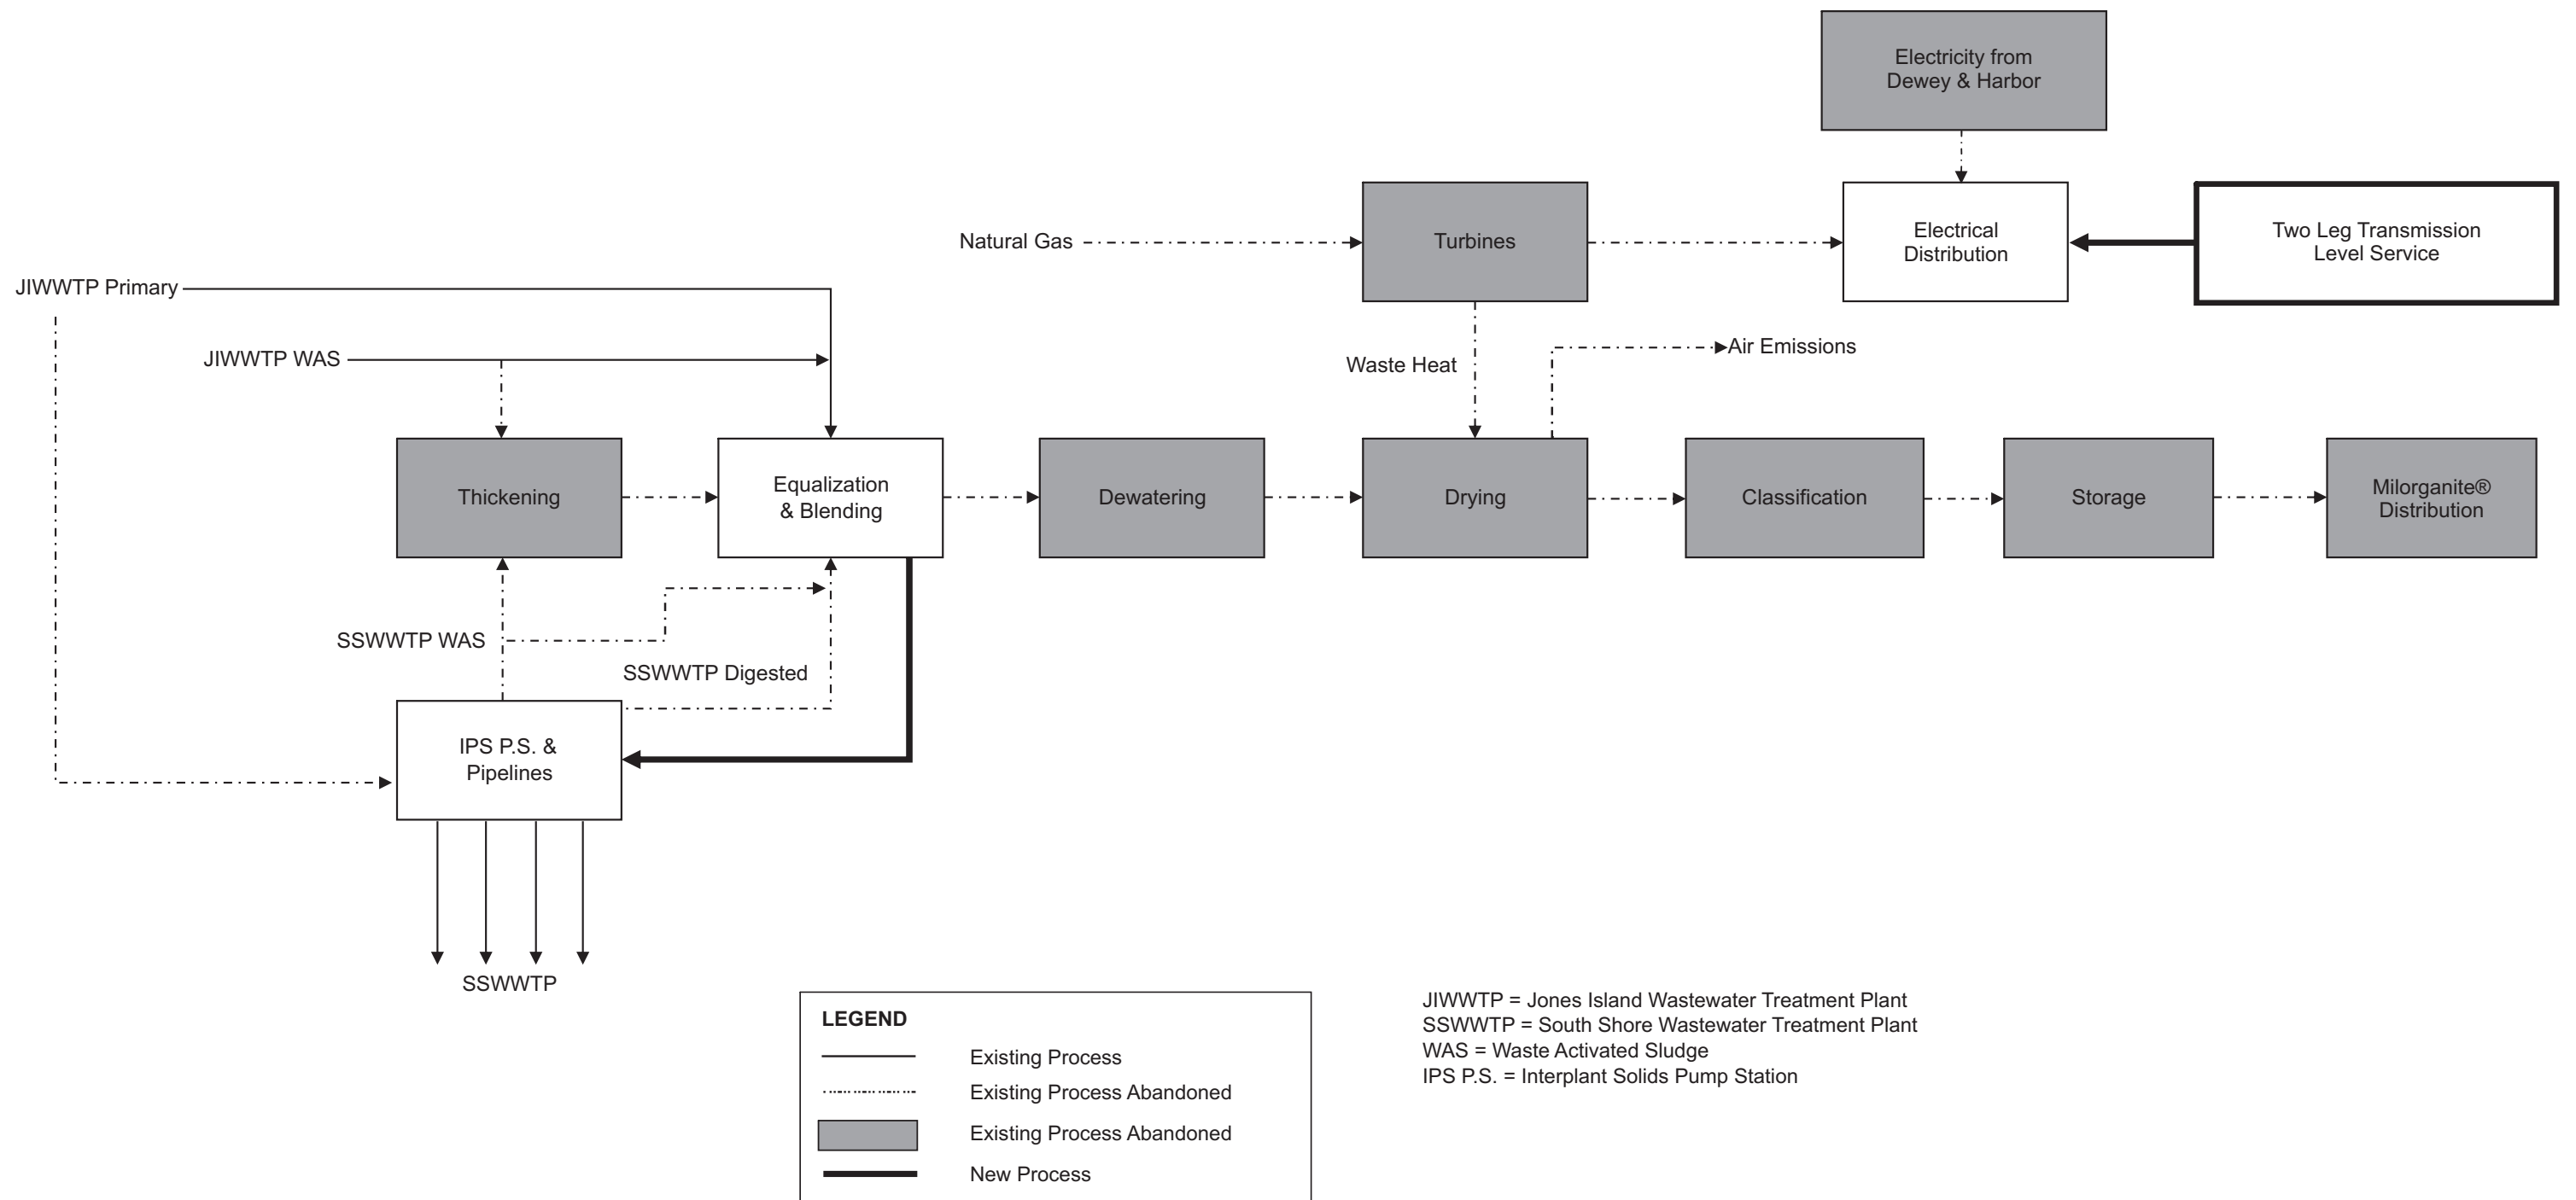 Electricity from
Dewey & Harbor
Natural Gas
Turbines
Electrical
Distribution
Two Leg Transmission
Level Service
JIWWTP Primary
JIWWTP WAS
Waste Heat
Air Emissions
Thickening
Equalization
& Blending
Dewatering
Drying
Classification
Storage
Milorganite®
Distribution
SSWWTP WAS
SSWWTP Digested
IPS P.S. &
Pipelines
SSWWTP
LEGEND
Existing Process
Existing Process Abandoned
Existing Process Abandoned
New Process
JIWWTP = Jones Island Wastewater Treatment Plant
SSWWTP = South Shore Wastewater Treatment Plant
WAS = Waste Activated Sludge
IPS P.S. = Interplant Solids Pump Station